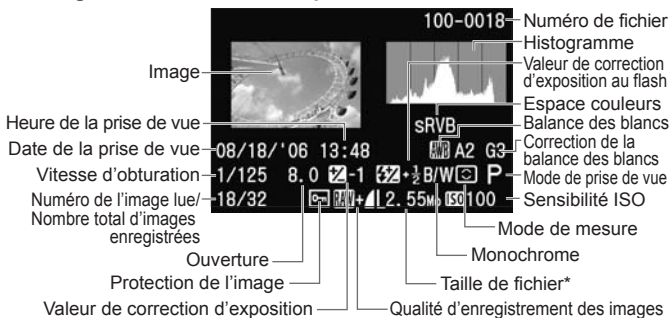 100-0018
Numéro de fichier
Histogramme
Valeur de correction
d'exposition au flash
Image
Espace couleurs
sRVB
Heure de la prise de vue
Balance des blancs
Date de la prise de vue
08/18/'06 13:48
AWB A2 G3
Correction de la
balance des blancs
Vitesse d'obturation
1/125 8.0 -1 +½ B/W P
Mode de prise de vue
Numéro de l'image lue/
Nombre total d'images
enregistrées
18/32 RAW+ L 2.55MB ISO 100
Sensibilité ISO
Mode de mesure
Ouverture
Monochrome
Protection de l'image
Taille de fichier*
Valeur de correction d'exposition
Qualité d'enregistrement des images